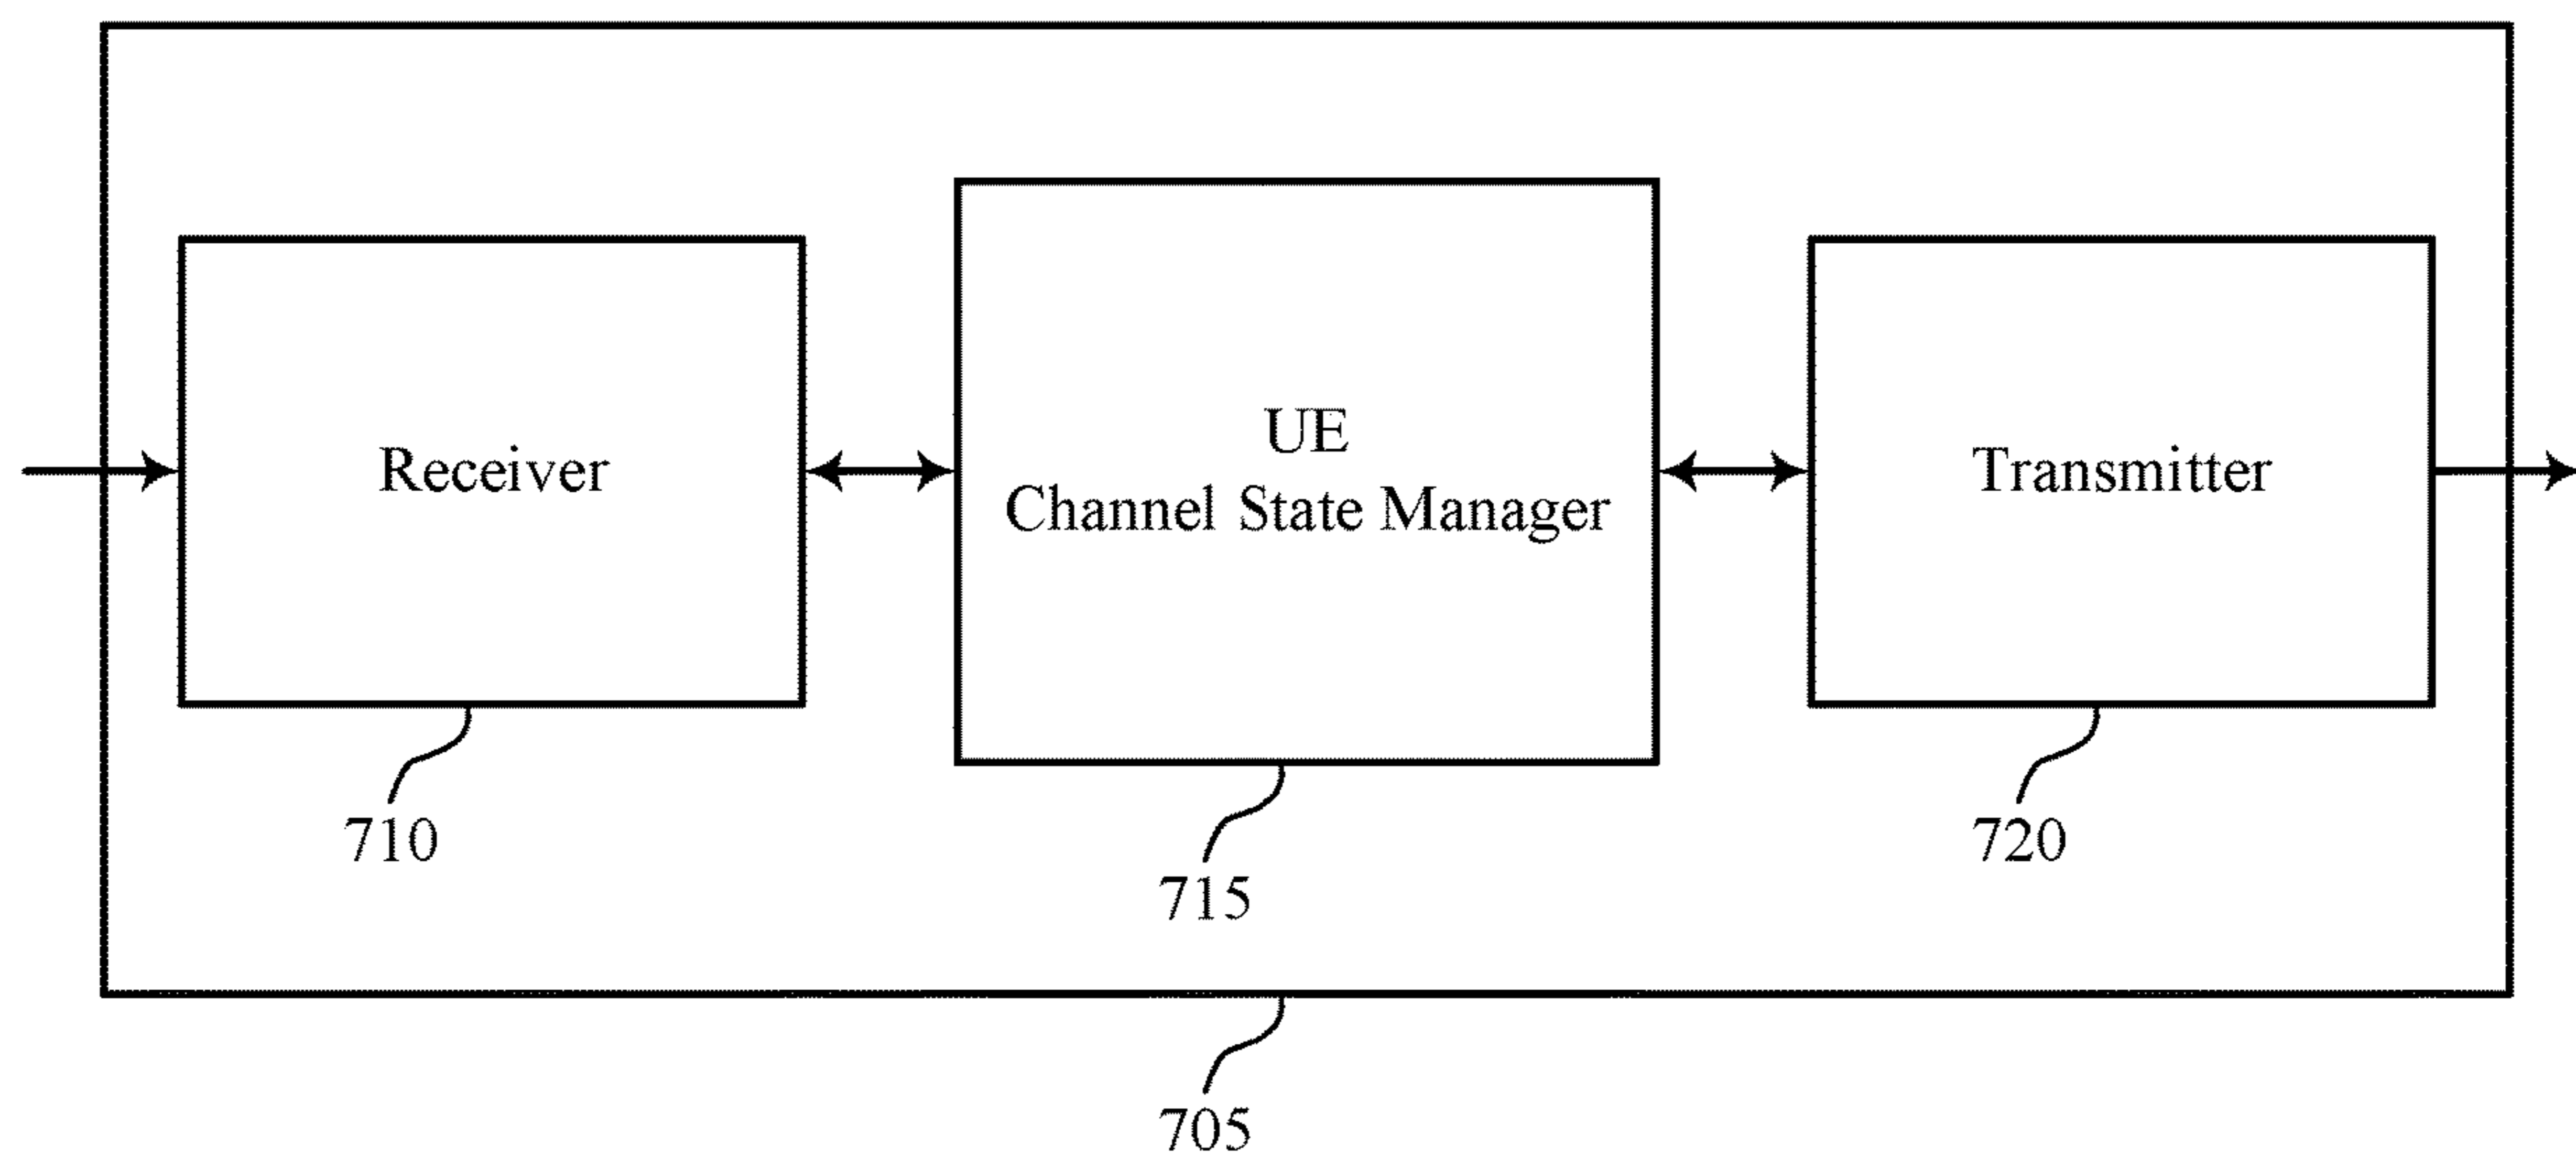 Receiver
UE
Channel State Manager
Transmitter
710
715
720
705